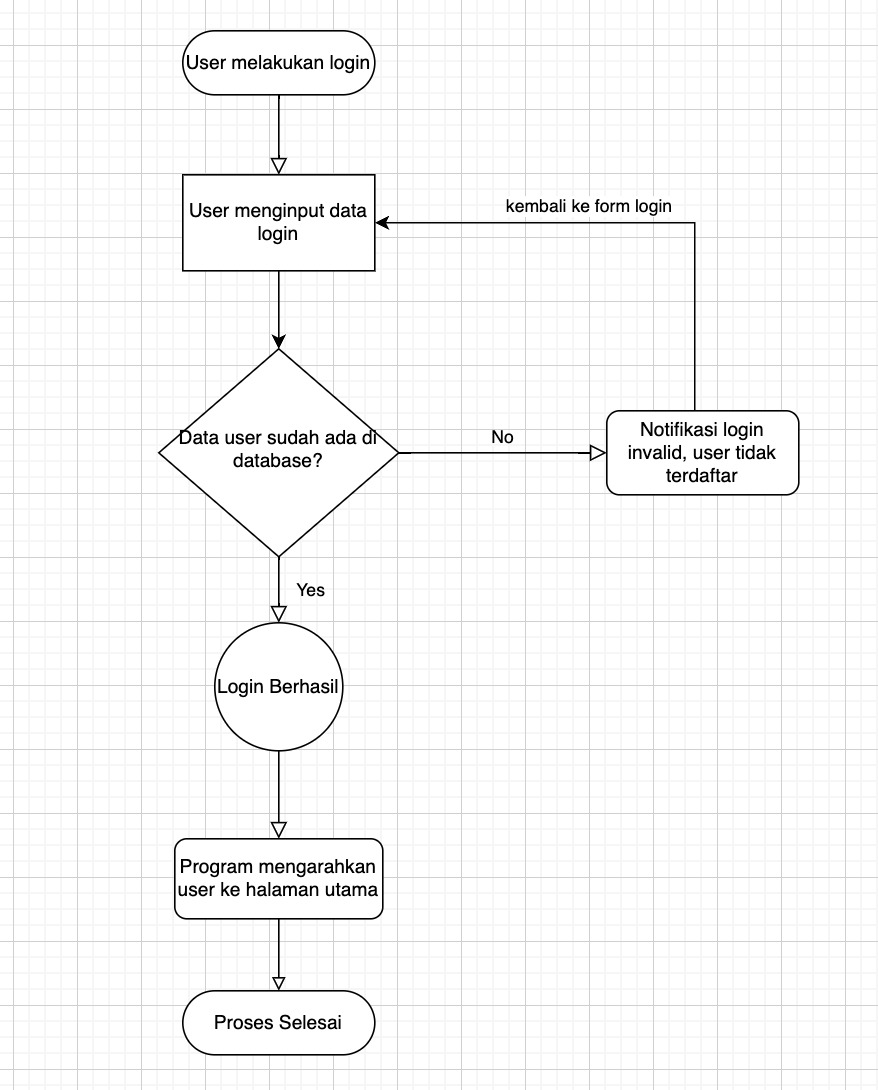 User melakukan login
User menginput data
login
kembali ke form login
Data user sudah ada di
database?
No
Notifikasi login
invalid, user tidak
terdaftar
Yes
Login Berhasil
Program mengarahkan
user ke halaman utama
Proses Selesai